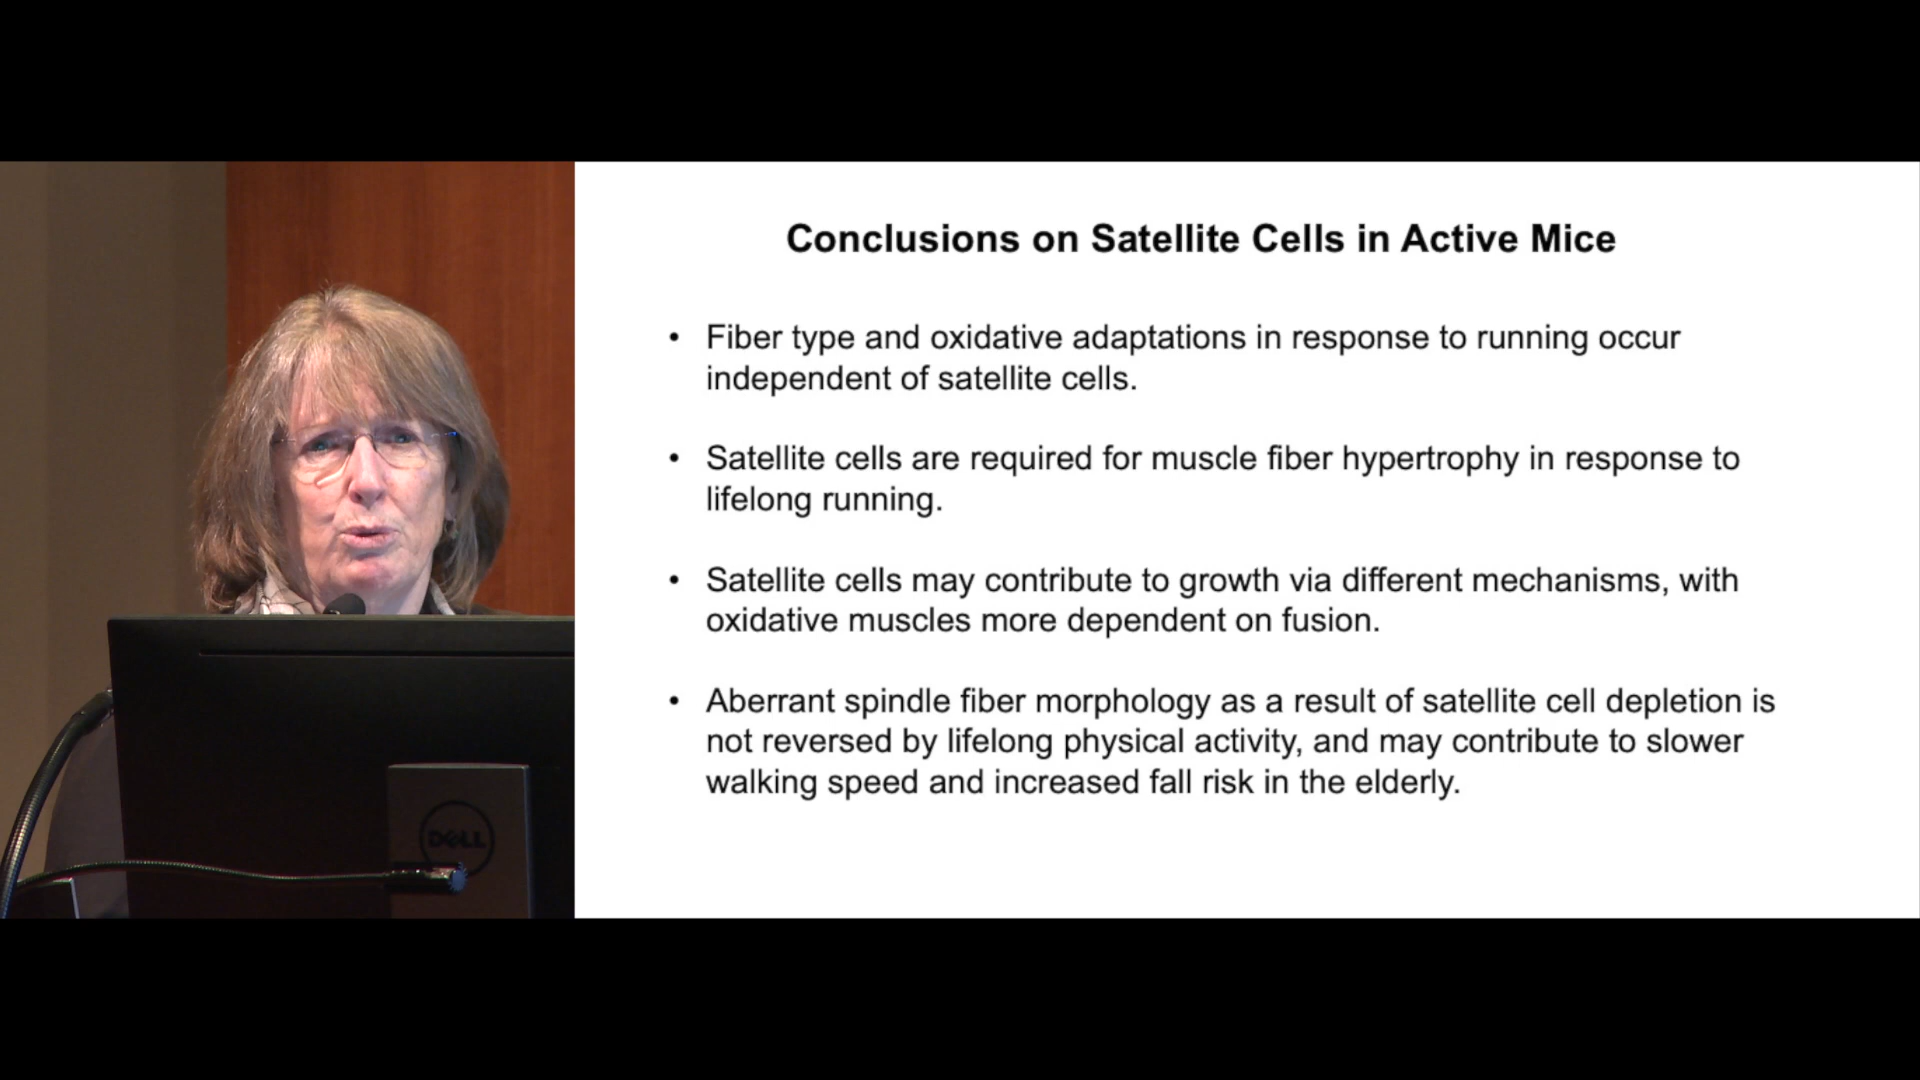 Conclusions on Satellite Cells in Active Mice
• Fiber type and oxidative adaptations in response to running occur
independent of satellite cells.
• Satellite cells are required for muscle fiber hypertrophy in response to
lifelong running.
• Satellite cells may contribute to growth via different mechanisms, with
oxidative muscles more dependent on fusion.
• Aberrant spindle fiber morphology as a result of satellite cell depletion is
not reversed by lifelong physical activity, and may contribute to slower
walking speed and increased fall risk in the elderly.
DELL